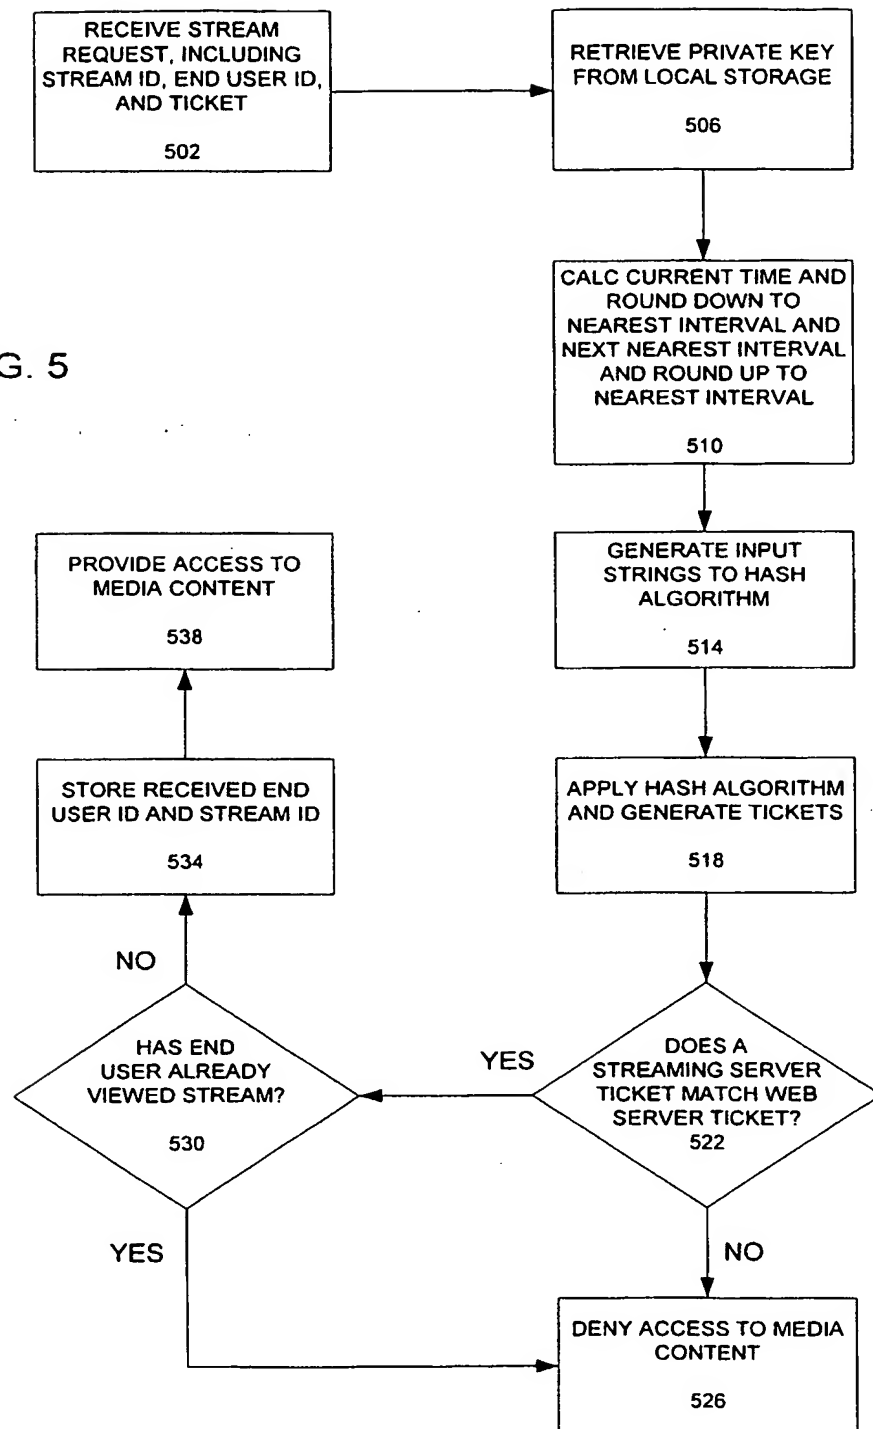 RECEIVE STREAM
REQUEST, INCLUDING
STREAM ID, END USER ID,
AND TICKET
502
RETRIEVE PRIVATE KEY
FROM LOCAL STORAGE
506
CALC CURRENT TIME AND
ROUND DOWN TO
NEAREST INTERVAL AND
NEXT NEAREST INTERVAL
AND ROUND UP TO
NEAREST INTERVAL
510
G. 5
GENERATE INPUT
STRINGS TO HASH
ALGORITHM
514
PROVIDE ACCESS TO
MEDIA CONTENT
538
APPLY HASH ALGORITHM
AND GENERATE TICKETS
518
STORE RECEIVED END
USER ID AND STREAM ID
534
NO
DOES A
STREAMING SERVER
TICKET MATCH WEB
SERVER TICKET?
522
YES
HAS END
USER ALREADY
VIEWED STREAM?
530
YES
NO
DENY ACCESS TO MEDIA
CONTENT
526